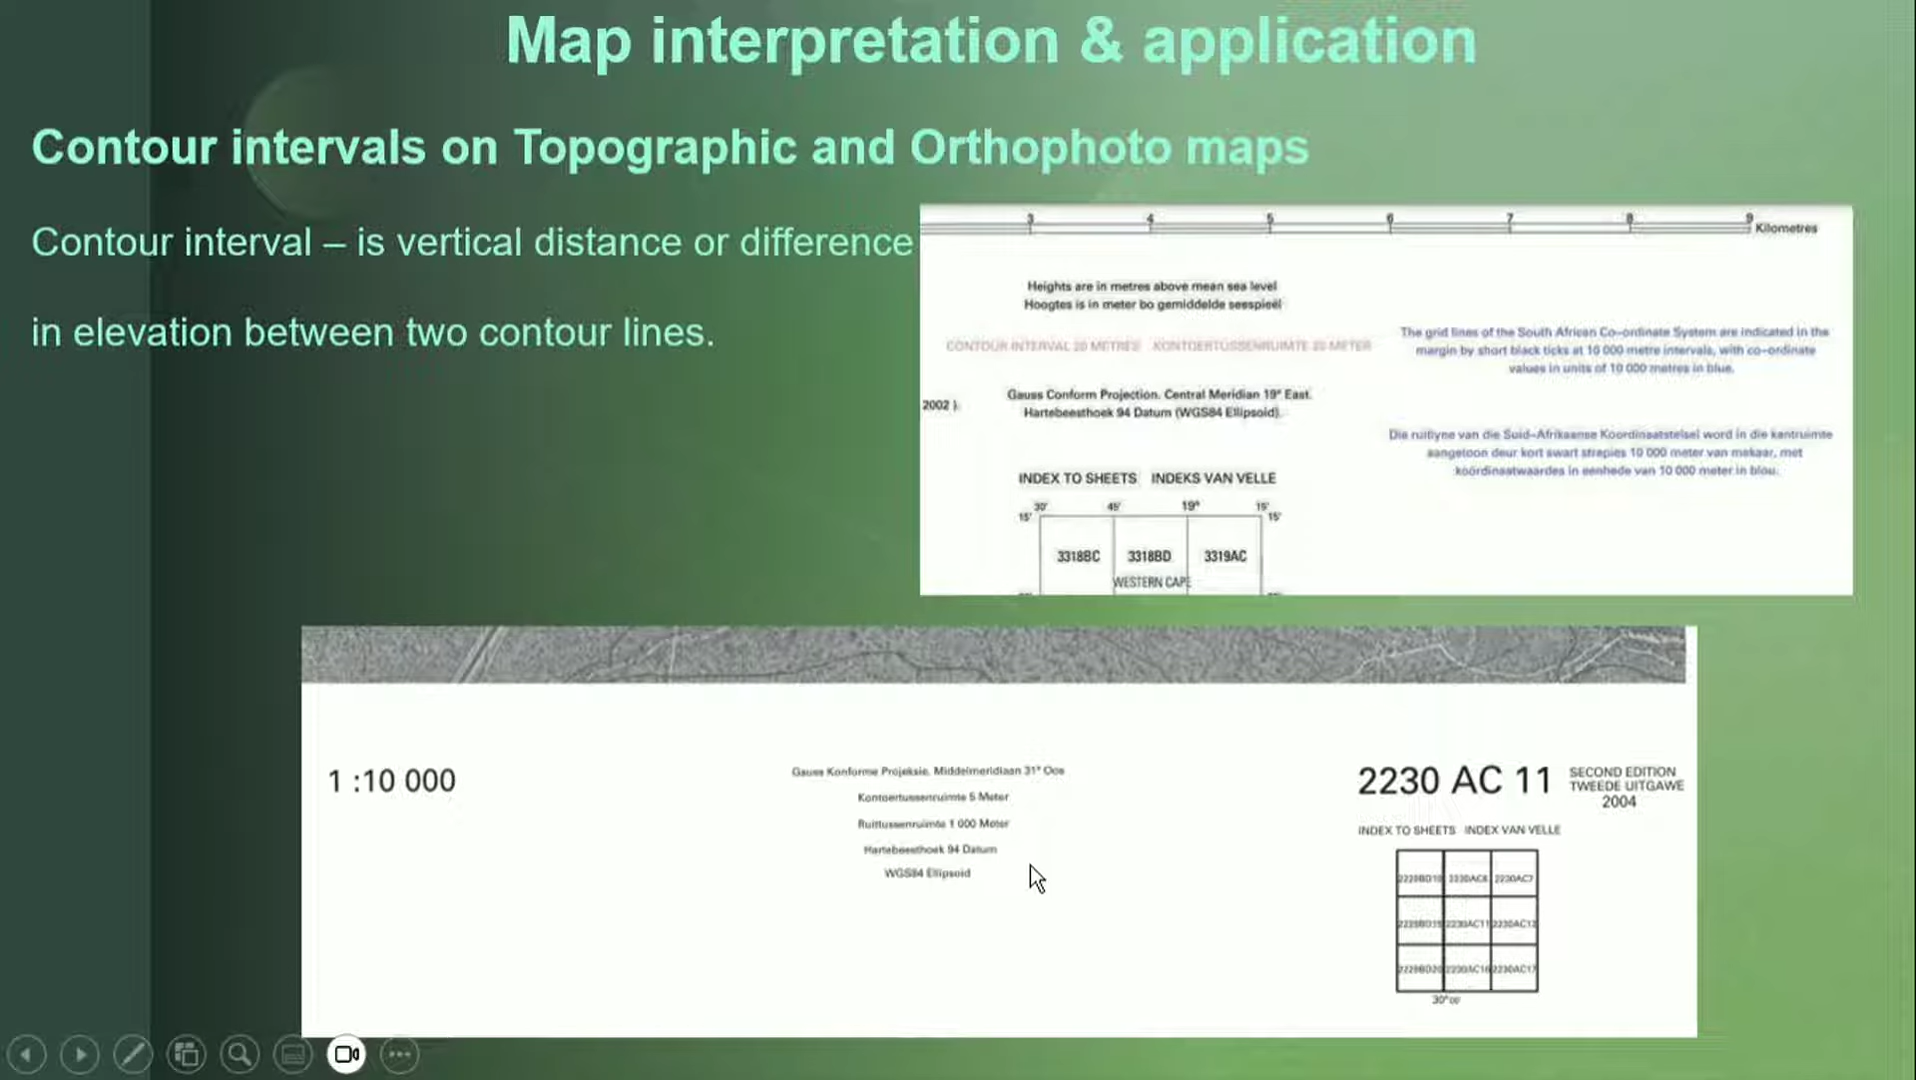 Map interpretation & application
Contour intervals on Topographic and Orthophoto maps
Contour interval – is vertical distance or difference
in elevation between two contour lines.
3 4 5 6 7 8 9 Kilometres
Heights are in metres above mean sea level
Hoogtes is in meter bo gemiddelde seespieël
CONTOUR INTERVAL 20 METRES KONTOERTUSSENRUIMTE 20 METER
The grid lines of the South African Co-ordinate System are indicated in the
margin by short black ticks at 10 000 metre intervals, with co-ordinate
values in units of 10 000 metres in blue.
2002 ).
Gauss Conform Projection. Central Meridian 19° East.
Hartebeesthoek 94 Datum (WGS84 Ellipsoid).
Die ruitlyne van die Suid-Afrikaanse Koordinaatstelsel word in die kantruimte
aangetoon deur kort swart strepies 10 000 meter van mekaar, met
koördinaatwaardes in eenhede van 10 000 meter in blou.
INDEX TO SHEETS INDEKS VAN VELLE
30' 45' 19° 15'
15' 15'
3318BC 3318BD 3319AC
WESTERN CAPE
1 :10 000
Gauss Konforme Projeksie. Middelmeridiaan 31° Oos
Kontoertussenruimte 5 Meter
Ruittussenruimte 1 000 Meter
Hartebeesthoek 94 Datum
WGS84 Ellipsoid
2230 AC 11
SECOND EDITION
TWEEDE UITGAWE
2004
INDEX TO SHEETS INDEX VAN VELLE
2230AC7
2230AC11
30°00'